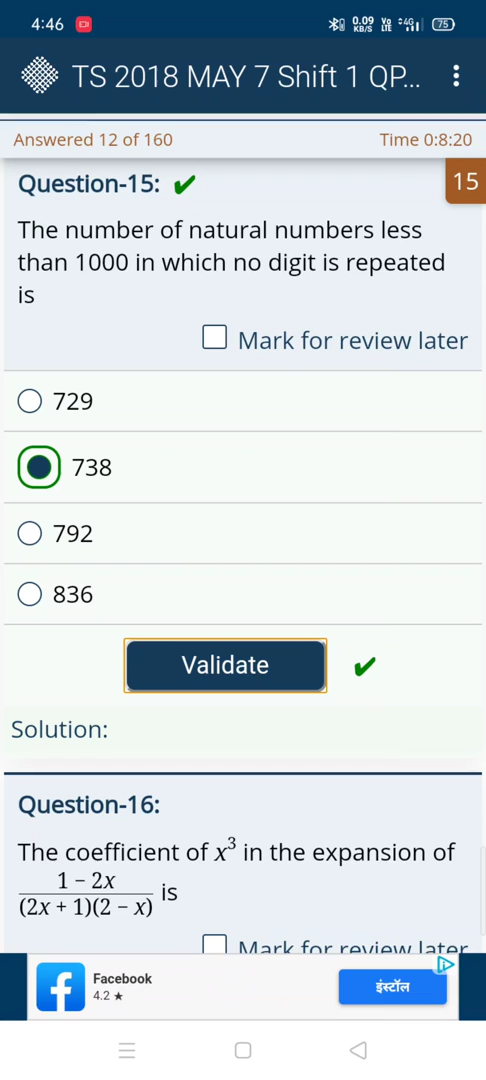 4:46 0.09 KB/S Vo LTE 4G 75
TS 2018 MAY 7 Shift 1 QP...
Answered 12 of 160 Time 0:8:20
Question-15: ✔ 15
The number of natural numbers less
than 1000 in which no digit is repeated
is
Mark for review later
729
738
792
836
Validate ✔
Solution:
Question-16:
The coefficient of x³ in the expansion of
1 − 2x
(2x + 1)(2 − x) is
Mark for review later
Facebook
4.2 ★
इंस्टॉल